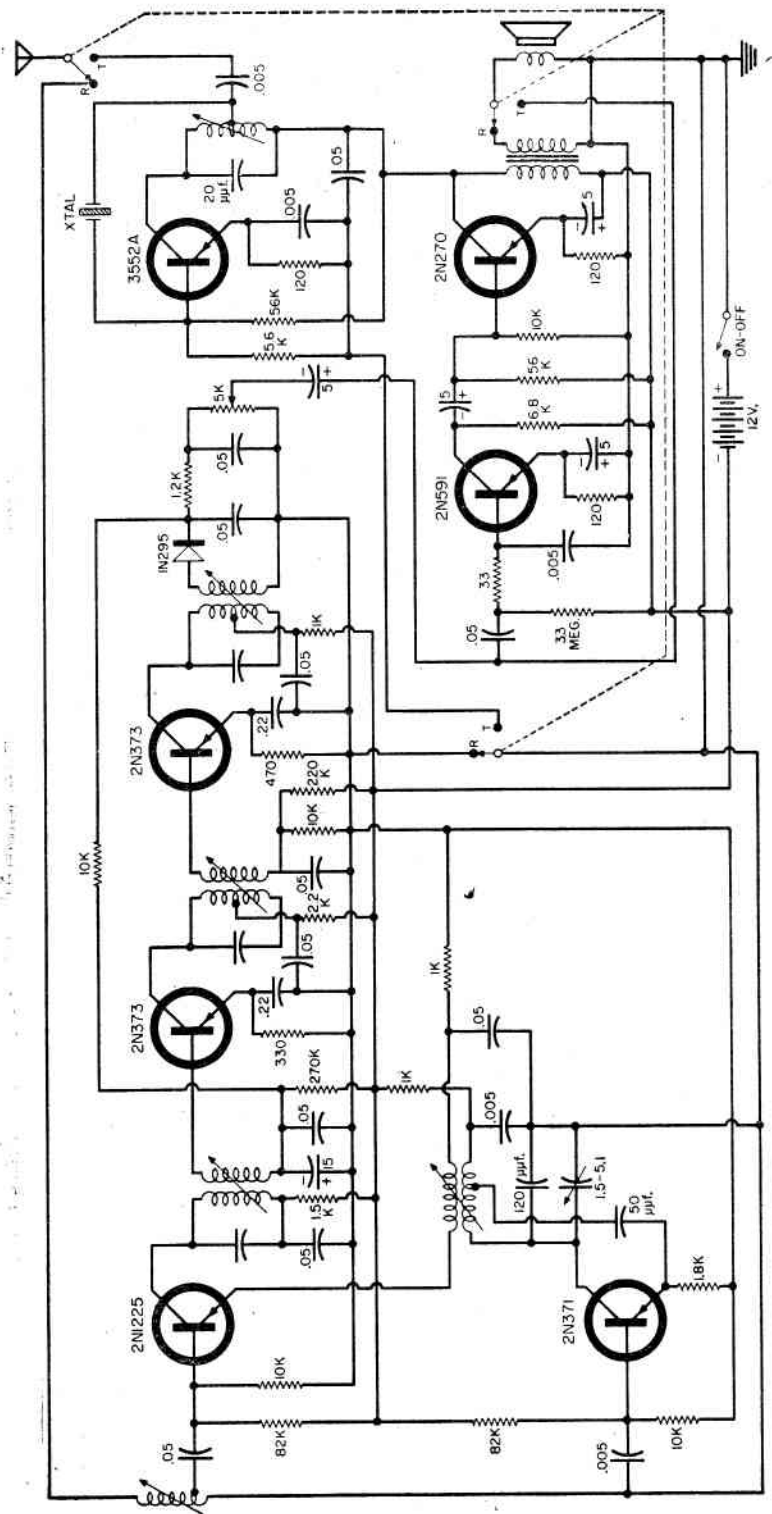 .05
10K
82K
2N1225
1.5
K
.05
15
- +
.05
270K
330
.22
2N373
.05
2.2
K
.05
10K
220
K
10K
470
.22
2N373
.05
1K
1N295
.05
1.2K
.05
5K
- 5 +
5.6
K
56K
3552A
XTAL
120
.005
20
μμf.
.05
.005
R
T
82K
.005
10K
2N371
1.8K
50
μμf.
1.5-5.1
120
μμf.
.005
1K
.05
1K
R
T
.05
33
MEG.
33
.005
2N591
120
- 5 +
6.8
K
5
- +
56
K
10K
2N270
120
- 5 +
R
T
- +
12V.
ON-OFF